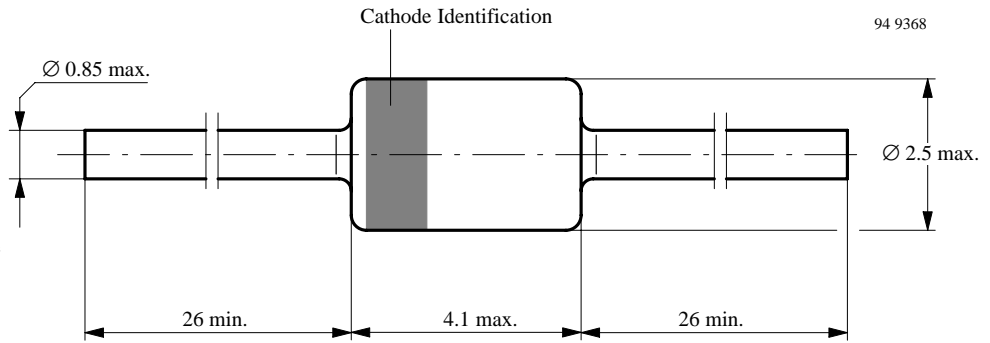 Cathode Identification
94 9368
∅ 0.85 max.
∅ 2.5 max.
26 min.
4.1 max.
26 min.